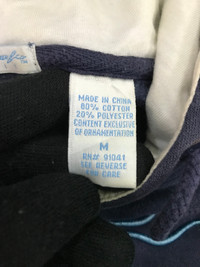 MADE IN CHINA
80% COTTON
20% POLYESTER
CONTENT EXCLUSIVE
OF ORNAMENTATION
M
RN# 91041
SEE REVERSE
FOR CARE